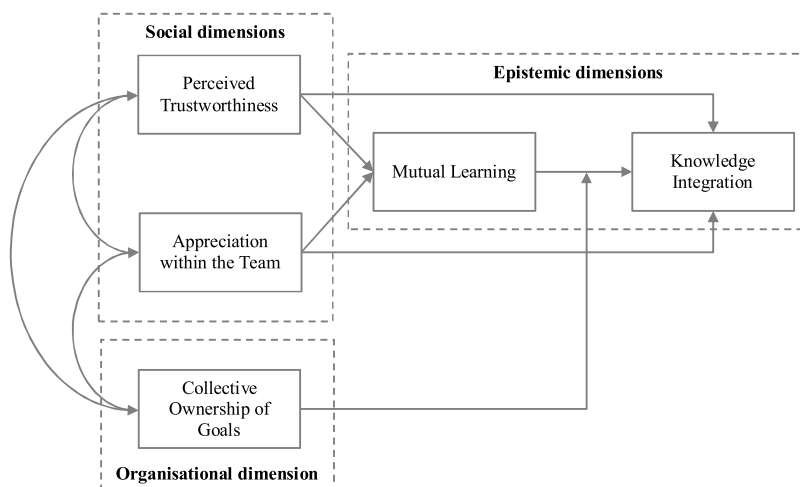 Social dimensions
Perceived
Trustworthiness
Epistemic dimensions
Mutual Learning
Knowledge
Integration
Appreciation
within the Team
Collective
Ownership of
Goals
Organisational dimension